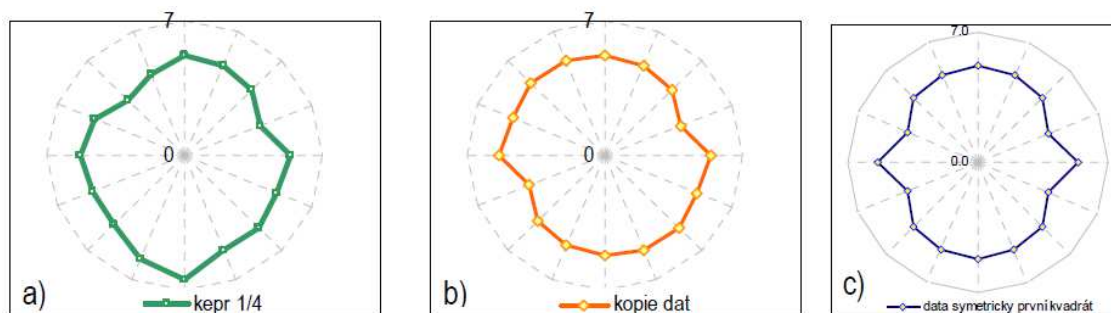 7
0
a)
kepr 1/4
7
0
b)
kopie dat
7.0
0.0
c)
data symetricky první kvadrát